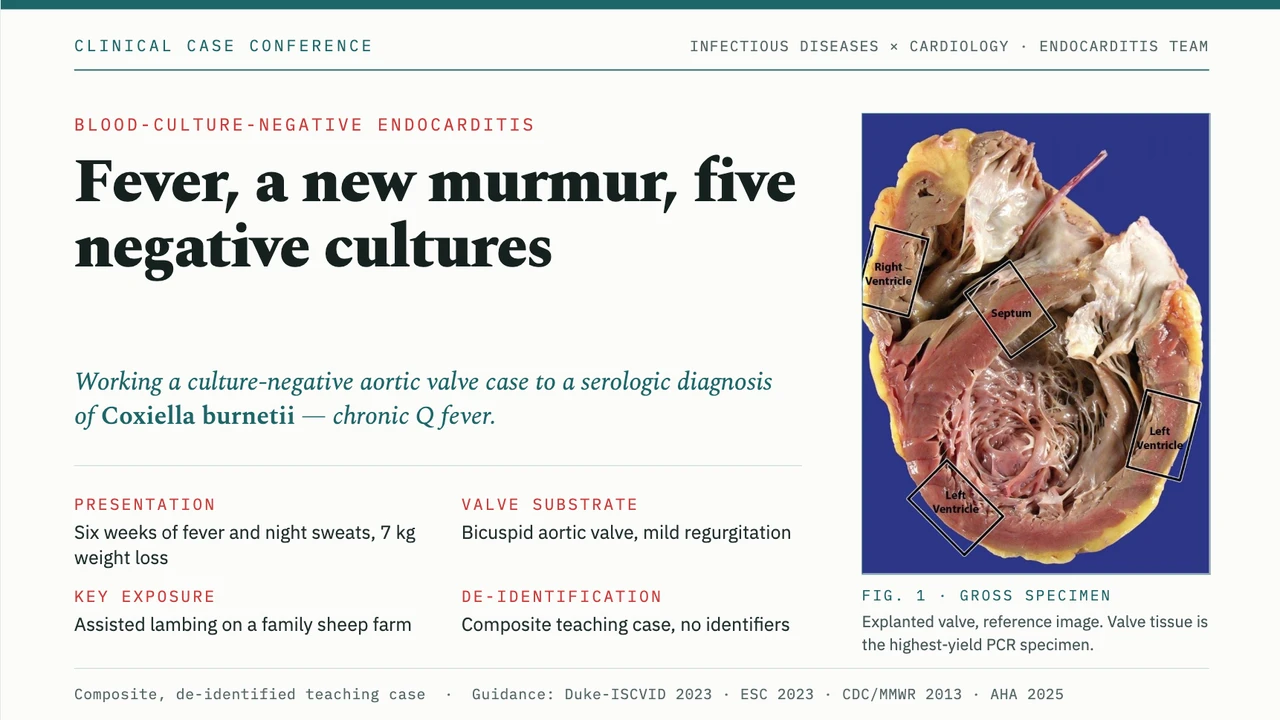 CLINICAL CASE CONFERENCE
INFECTIOUS DISEASES × CARDIOLOGY · ENDOCARDITIS TEAM
BLOOD-CULTURE-NEGATIVE ENDOCARDITIS
Fever, a new murmur, five
negative cultures
Working a culture-negative aortic valve case to a serologic diagnosis
of Coxiella burnetii — chronic Q fever.
PRESENTATION
Six weeks of fever and night sweats, 7 kg
weight loss
VALVE SUBSTRATE
Bicuspid aortic valve, mild regurgitation
KEY EXPOSURE
Assisted lambing on a family sheep farm
DE-IDENTIFICATION
Composite teaching case, no identifiers
Right
Ventricle
Septum
Left
Ventricle
Left
Ventricle
FIG. 1 · GROSS SPECIMEN
Explanted valve, reference image. Valve tissue is
the highest-yield PCR specimen.
Composite, de-identified teaching case · Guidance: Duke-ISCVID 2023 · ESC 2023 · CDC/MMWR 2013 · AHA 2025